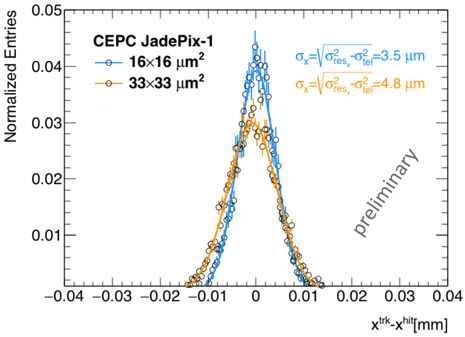 0.05
0.04
0.03
0.02
0.01
Normalized Entries
CEPC JadePix-1
16×16 μm²
33×33 μm²
σₓ=√σ²resₓ-σ²tel=3.5 μm
σₓ=√σ²resₓ-σ²tel=4.8 μm
preliminary
−0.04 −0.03 −0.02 −0.01 0 0.01 0.02 0.03 0.04
xᵗʳᵏ-xʰⁱᵗ[mm]